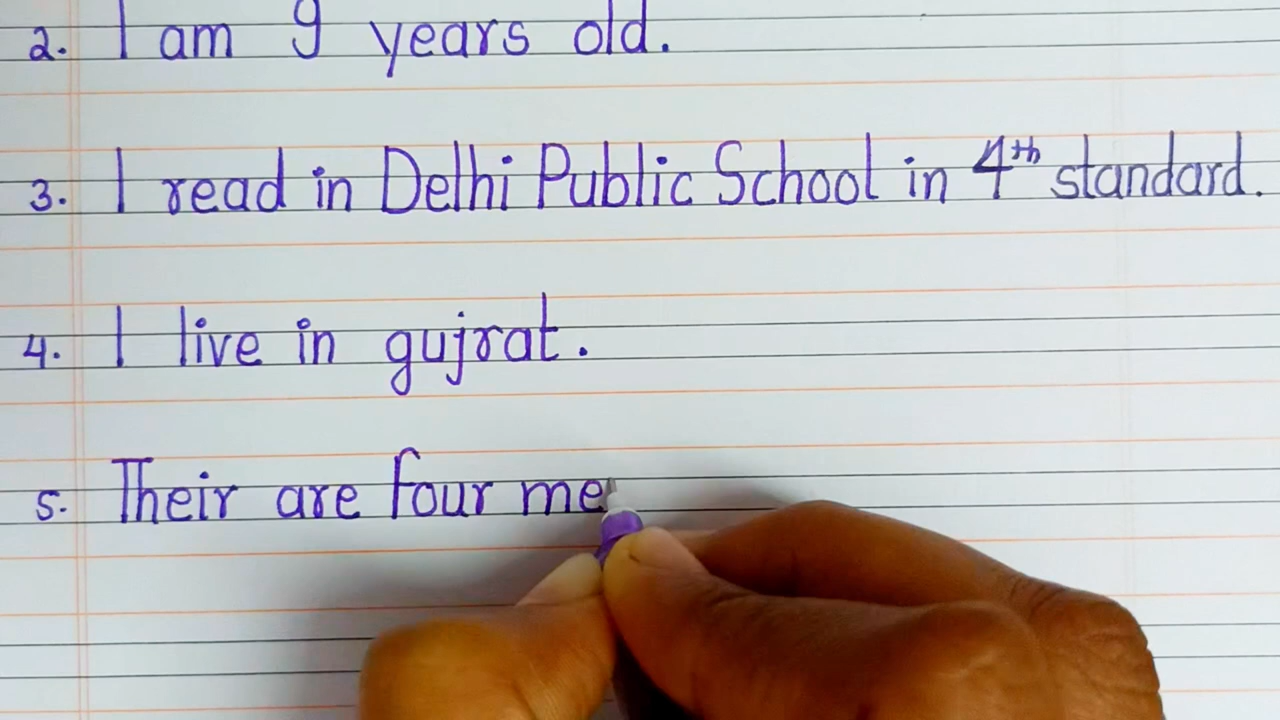 2. I am 9 years old.
3. I read in Delhi Public School in 4th standard.
4. I live in gujrat.
5. Their are four me